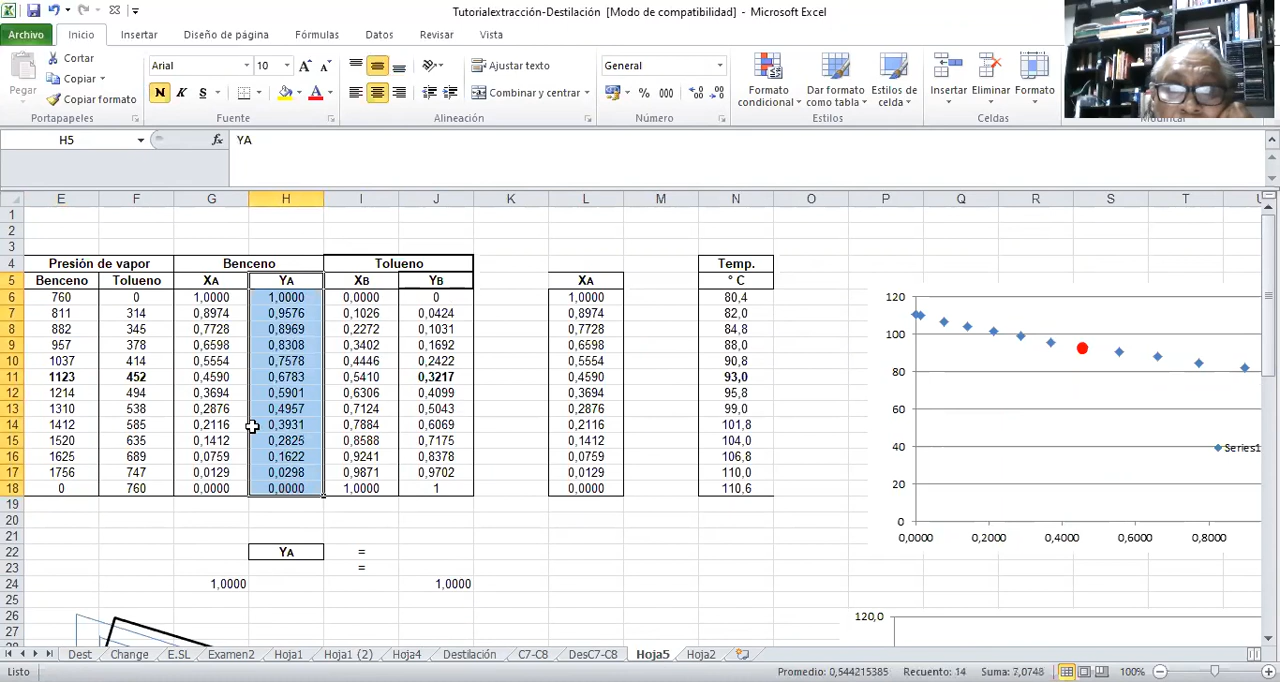 Tutorialextracción-Destilación [Modo de compatibilidad] - Microsoft Excel
Archivo Inicio Insertar Diseño de página Fórmulas Datos Revisar Vista
Cortar
Copiar
Copiar formato
Pegar
Portapapeles
Arial 10
N K S
Fuente
Ajustar texto
Combinar y centrar
Alineación
General
% 000
Número
Formato condicional
Dar formato como tabla
Estilos de celda
Estilos
Insertar Eliminar Formato
Celdas
Modificar
H5 fx YA
E F G H I J K L M N O P Q R S T U
1
2
3
4 Presión de vapor Benceno Tolueno Temp.
5 Benceno Tolueno XA YA XB YB XA ° C
6 760 0 1,0000 1,0000 0,0000 0 1,0000 80,4
7 811 314 0,8974 0,9576 0,1026 0,0424 0,8974 82,0
8 882 345 0,7728 0,8969 0,2272 0,1031 0,7728 84,8
9 957 378 0,6598 0,8308 0,3402 0,1692 0,6598 88,0
10 1037 414 0,5554 0,7578 0,4446 0,2422 0,5554 90,8
11 1123 452 0,4590 0,6783 0,5410 0,3217 0,4590 93,0
12 1214 494 0,3694 0,5901 0,6306 0,4099 0,3694 95,8
13 1310 538 0,2876 0,4957 0,7124 0,5043 0,2876 99,0
14 1412 585 0,2116 0,3931 0,7884 0,6069 0,2116 101,8
15 1520 635 0,1412 0,2825 0,8588 0,7175 0,1412 104,0
16 1625 689 0,0759 0,1622 0,9241 0,8378 0,0759 106,8
17 1756 747 0,0129 0,0298 0,9871 0,9702 0,0129 110,0
18 0 760 0,0000 0,0000 1,0000 1 0,0000 110,6
19
20
21
22 YA =
23 =
24 1,0000 1,0000
25
26
27
120
100
80
60
40
20
0
0,0000 0,2000 0,4000 0,6000 0,8000
Series1
120,0
Dest Change E.SL Examen2 Hoja1 Hoja1 (2) Hoja4 Destilación C7-C8 DesC7-C8 Hoja5 Hoja2
Listo Promedio: 0,544215385 Recuento: 14 Suma: 7,0748 100%